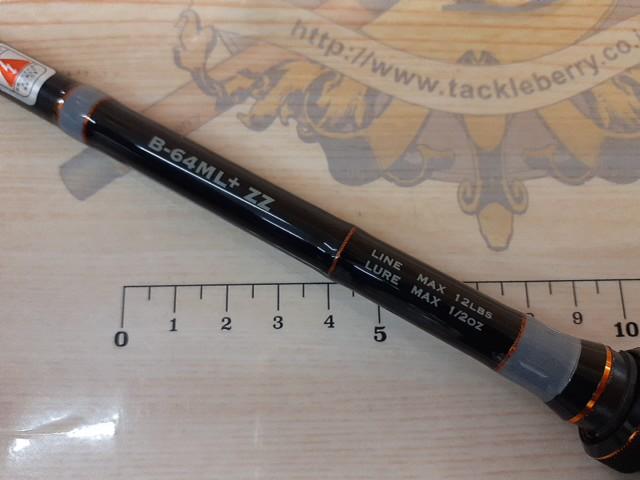 http://
www.tackleberry.co.j
B-64ML+ ZZ
LINE MAX 12LBS
LURE MAX 1/2OZ
0 1 2 3 4 5 9 10